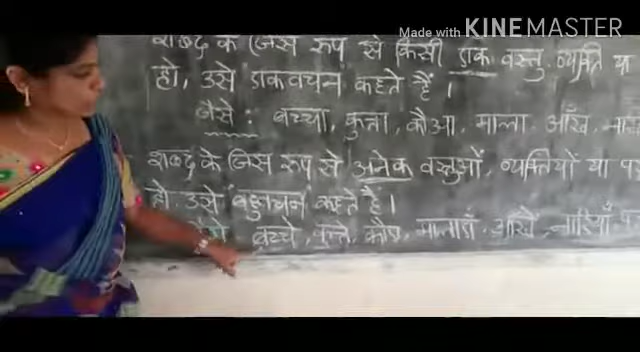 Made with KINEMASTER
शब्द के जिस रूप से किसी एक वस्तु, व्यक्ति या
हो, उसे एकवचन कहते हैं।
जैसे: बच्चा, कुत्ता, कौआ, माला, आँख,
शब्द के जिस रूप से अनेक वस्तुओं, व्यक्तियों या
हो, उसे बहुवचन कहते हैं।
बच्चे, कुत्ते, कौए, मालाएँ, आँखें, नाड़ियाँ